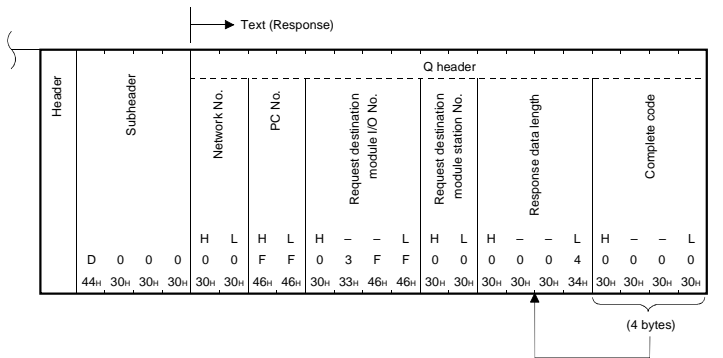 Text (Response)
Q header
Header
Subheader
Network No.
PC No.
Request destination
module I/O No.
Request destination
module station No.
Response data length
Complete code
H L H L H – – L H L H – – L H – – L
D 0 0 0 0 0 F F 0 3 F F 0 0 0 0 0 4 0 0 0 0
44H 30H 30H 30H 30H 30H 46H 46H 30H 33H 46H 46H 30H 30H 30H 30H 30H 34H 30H 30H 30H 30H
(4 bytes)